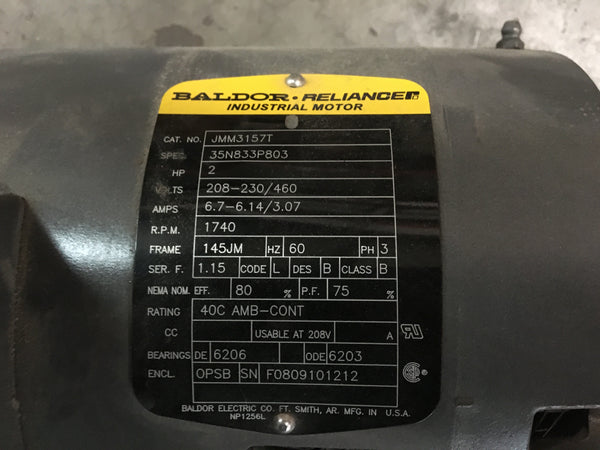 BALDOR • RELIANCER
INDUSTRIAL MOTOR
CAT. NO. JMM3157T
SPEC. 35N833P803
HP 2
VOLTS 208-230/460
AMPS 6.7-6.14/3.07
R.P.M. 1740
FRAME 145JM HZ 60 PH 3
SER. F. 1.15 CODE L DES B CLASS B
NEMA NOM. EFF. 80 % P.F. 75 %
RATING 40C AMB-CONT
CC USABLE AT 208V A
BEARINGS DE 6206 ODE 6203
ENCL. OPSB SN F0809101212
BALDOR ELECTRIC CO. FT. SMITH, AR. MFG. IN U.S.A.
NP1256L